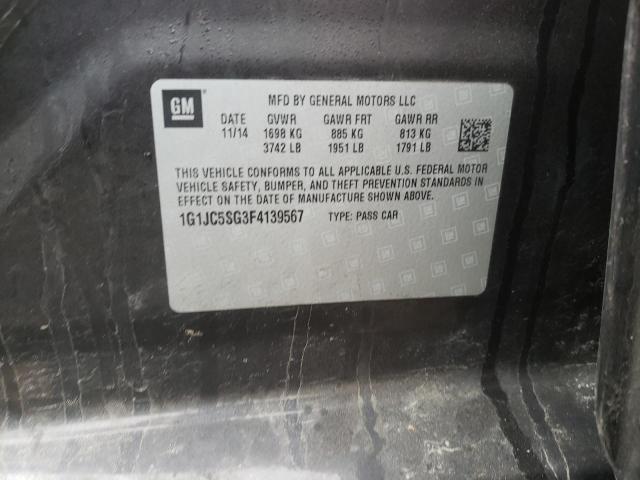 GM
MFD BY GENERAL MOTORS LLC
DATE GVWR GAWR FRT GAWR RR
11/14 1698 KG 885 KG 813 KG
3742 LB 1951 LB 1791 LB
THIS VEHICLE CONFORMS TO ALL APPLICABLE U.S. FEDERAL MOTOR
VEHICLE SAFETY, BUMPER, AND THEFT PREVENTION STANDARDS IN
EFFECT ON THE DATE OF MANUFACTURE SHOWN ABOVE.
1G1JC5SG3F4139567 TYPE: PASS CAR